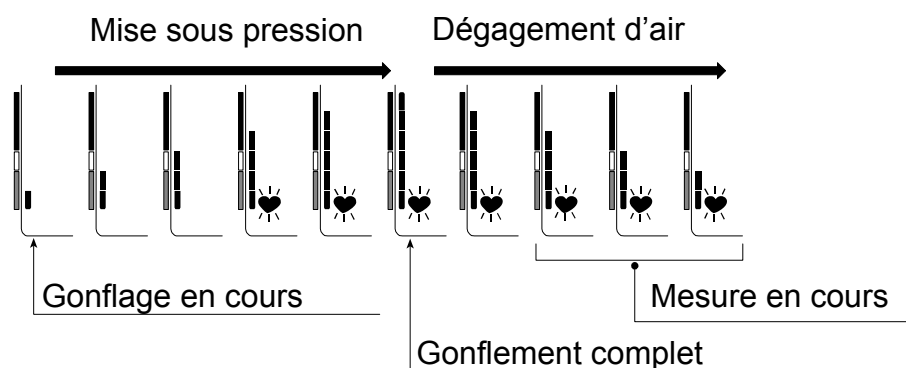 Mise sous pression
Dégagement d’air
Gonflage en cours
Mesure en cours
Gonflement complet